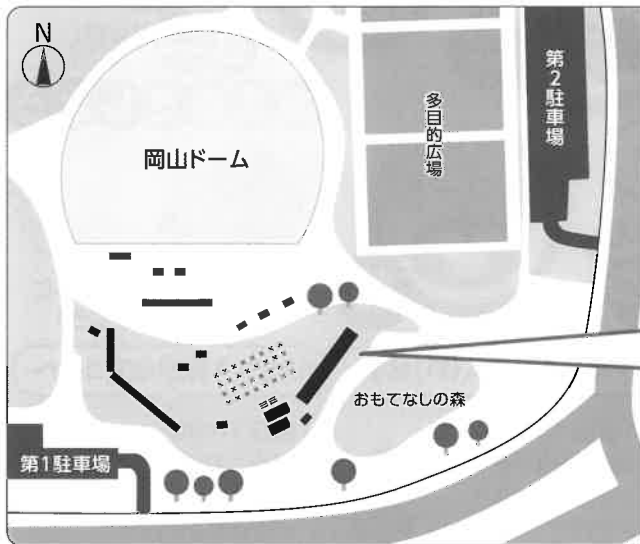 N
岡山ドーム
多目的広場
第2駐車場
おもてなしの森
第1駐車場